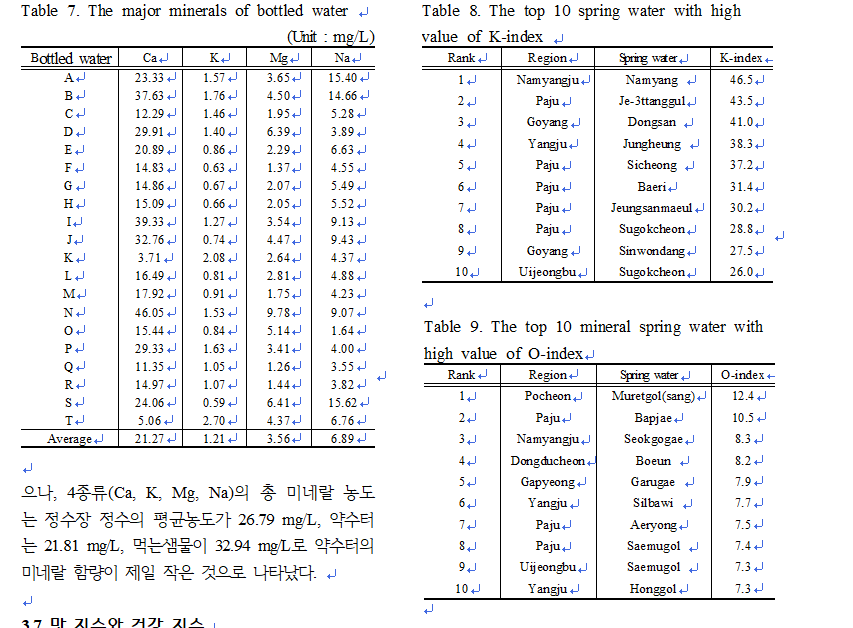 Table 7. The major minerals of bottled water
(Unit : mg/L)
Bottled water Ca K Mg Na
A 23.33 1.57 3.65 15.40
B 37.63 1.76 4.50 14.66
C 12.29 1.46 1.95 5.28
D 29.91 1.40 6.39 3.89
E 20.89 0.86 2.29 6.63
F 14.83 0.63 1.37 4.55
G 14.86 0.67 2.07 5.49
H 15.09 0.66 2.05 5.52
I 39.33 1.27 3.54 9.13
J 32.76 0.74 4.47 9.43
K 3.71 2.08 2.64 4.37
L 16.49 0.81 2.81 4.88
M 17.92 0.91 1.75 4.23
N 46.05 1.53 9.78 9.07
O 15.44 0.84 5.14 1.64
P 29.33 1.63 3.41 4.00
Q 11.35 1.05 1.26 3.55
R 14.97 1.07 1.44 3.82
S 24.06 0.59 6.41 15.62
T 5.06 2.70 4.37 6.76
Average 21.27 1.21 3.56 6.89
으나, 4종류(Ca, K, Mg, Na)의 총 미네랄 농도
는 정수장 정수의 평균농도가 26.79 mg/L, 약수터
는 21.81 mg/L, 먹는샘물이 32.94 mg/L로 약수터의
미네랄 함량이 제일 작은 것으로 나타났다.
3.7 맛 지수와 건강 지수
Table 8. The top 10 spring water with high
value of K-index
Rank Region Spring water K-index
1 Namyangju Namyang 46.5
2 Paju Je-3ttanggul 43.5
3 Goyang Dongsan 41.0
4 Yangju Jungheung 38.3
5 Paju Sicheong 37.2
6 Paju Baeri 31.4
7 Paju Jeungsanmaeul 30.2
8 Paju Sugokcheon 28.8
9 Goyang Sinwondang 27.5
10 Uijeongbu Sugokcheon 26.0
Table 9. The top 10 mineral spring water with
high value of O-index
Rank Region Spring water O-index
1 Pocheon Muretgol(sang) 12.4
2 Paju Bapjae 10.5
3 Namyangju Seokgogae 8.3
4 Dongducheon Boeun 8.2
5 Gapyeong Garugae 7.9
6 Yangju Silbawi 7.7
7 Paju Aeryong 7.5
8 Paju Saemugol 7.4
9 Uijeongbu Saemugol 7.3
10 Yangju Honggol 7.3